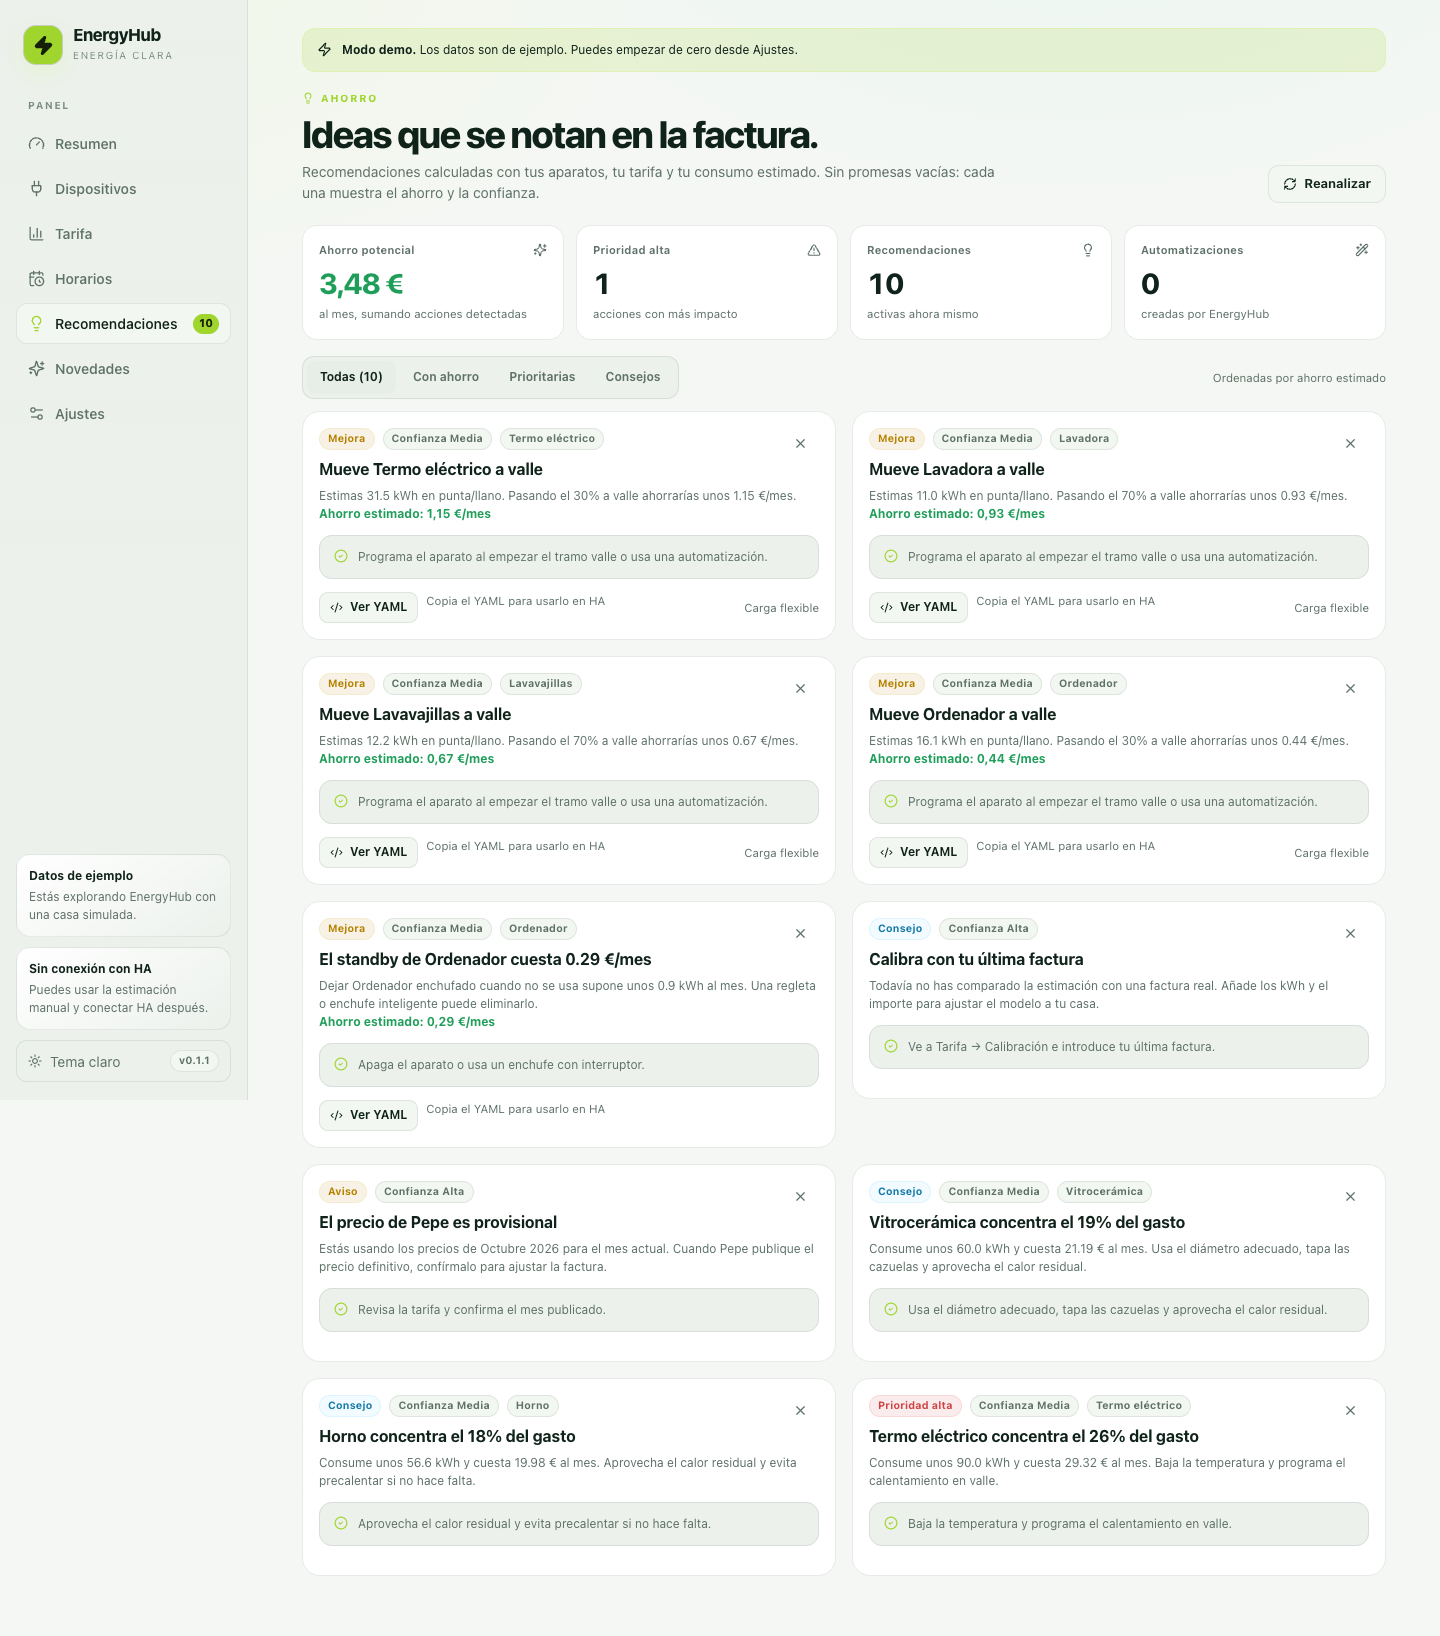 EnergyHub
ENERGÍA CLARA
PANEL
Resumen
Dispositivos
Tarifa
Horarios
Recomendaciones 10
Novedades
Ajustes
Datos de ejemplo
Estás explorando EnergyHub con
una casa simulada.
Sin conexión con HA
Puedes usar la estimación
manual y conectar HA después.
Tema claro v0.1.1
Modo demo. Los datos son de ejemplo. Puedes empezar de cero desde Ajustes.
AHORRO
Ideas que se notan en la factura.
Recomendaciones calculadas con tus aparatos, tu tarifa y tu consumo estimado. Sin promesas vacías: cada
una muestra el ahorro y la confianza.
Reanalizar
Ahorro potencial
3,48 €
al mes, sumando acciones detectadas
Prioridad alta
1
acciones con más impacto
Recomendaciones
10
activas ahora mismo
Automatizaciones
0
creadas por EnergyHub
Todas (10) Con ahorro Prioritarias Consejos
Ordenadas por ahorro estimado
Mejora Confianza Media Termo eléctrico
Mueve Termo eléctrico a valle
Estimas 31.5 kWh en punta/llano. Pasando el 30% a valle ahorrarías unos 1.15 €/mes.
Ahorro estimado: 1,15 €/mes
Programa el aparato al empezar el tramo valle o usa una automatización.
Ver YAML Copia el YAML para usarlo en HA Carga flexible
Mejora Confianza Media Lavadora
Mueve Lavadora a valle
Estimas 11.0 kWh en punta/llano. Pasando el 70% a valle ahorrarías unos 0.93 €/mes.
Ahorro estimado: 0,93 €/mes
Programa el aparato al empezar el tramo valle o usa una automatización.
Ver YAML Copia el YAML para usarlo en HA Carga flexible
Mejora Confianza Media Lavavajillas
Mueve Lavavajillas a valle
Estimas 12.2 kWh en punta/llano. Pasando el 70% a valle ahorrarías unos 0.67 €/mes.
Ahorro estimado: 0,67 €/mes
Programa el aparato al empezar el tramo valle o usa una automatización.
Ver YAML Copia el YAML para usarlo en HA Carga flexible
Mejora Confianza Media Ordenador
Mueve Ordenador a valle
Estimas 16.1 kWh en punta/llano. Pasando el 30% a valle ahorrarías unos 0.44 €/mes.
Ahorro estimado: 0,44 €/mes
Programa el aparato al empezar el tramo valle o usa una automatización.
Ver YAML Copia el YAML para usarlo en HA Carga flexible
Mejora Confianza Media Ordenador
El standby de Ordenador cuesta 0.29 €/mes
Dejar Ordenador enchufado cuando no se usa supone unos 0.9 kWh al mes. Una regleta
o enchufe inteligente puede eliminarlo.
Ahorro estimado: 0,29 €/mes
Apaga el aparato o usa un enchufe con interruptor.
Ver YAML Copia el YAML para usarlo en HA
Consejo Confianza Alta
Calibra con tu última factura
Todavía no has comparado la estimación con una factura real. Añade los kWh y el
importe para ajustar el modelo a tu casa.
Ve a Tarifa → Calibración e introduce tu última factura.
Aviso Confianza Alta
El precio de Pepe es provisional
Estás usando los precios de Octubre 2026 para el mes actual. Cuando Pepe publique el
precio definitivo, confírmalo para ajustar la factura.
Revisa la tarifa y confirma el mes publicado.
Consejo Confianza Media Vitrocerámica
Vitrocerámica concentra el 19% del gasto
Consume unos 60.0 kWh y cuesta 21.19 € al mes. Usa el diámetro adecuado, tapa las
cazuelas y aprovecha el calor residual.
Usa el diámetro adecuado, tapa las cazuelas y aprovecha el calor residual.
Consejo Confianza Media Horno
Horno concentra el 18% del gasto
Consume unos 56.6 kWh y cuesta 19.98 € al mes. Aprovecha el calor residual y evita
precalentar si no hace falta.
Aprovecha el calor residual y evita precalentar si no hace falta.
Prioridad alta Confianza Media Termo eléctrico
Termo eléctrico concentra el 26% del gasto
Consume unos 90.0 kWh y cuesta 29.32 € al mes. Baja la temperatura y programa el
calentamiento en valle.
Baja la temperatura y programa el calentamiento en valle.